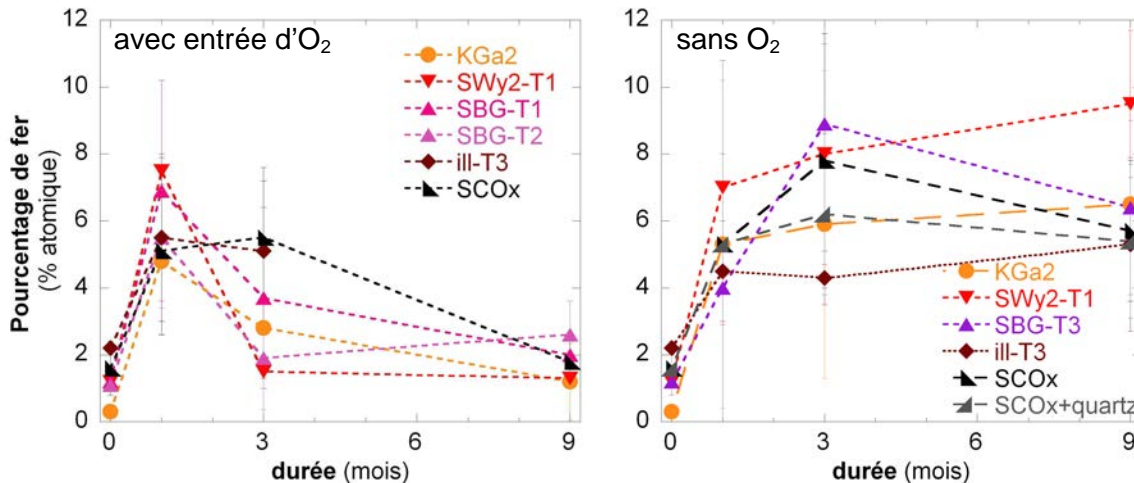 avec entrée d'O₂
sans O₂
Pourcentage de fer
(% atomique)
12
10
8
6
4
2
0
KGa2
SWy2-T1
SBG-T1
SBG-T2
ill-T3
SCOx
0
3
6
9
durée (mois)
12
10
8
6
4
2
0
KGa2
SWy2-T1
SBG-T3
ill-T3
SCOx
SCOx+quartz
0
3
6
9
durée (mois)